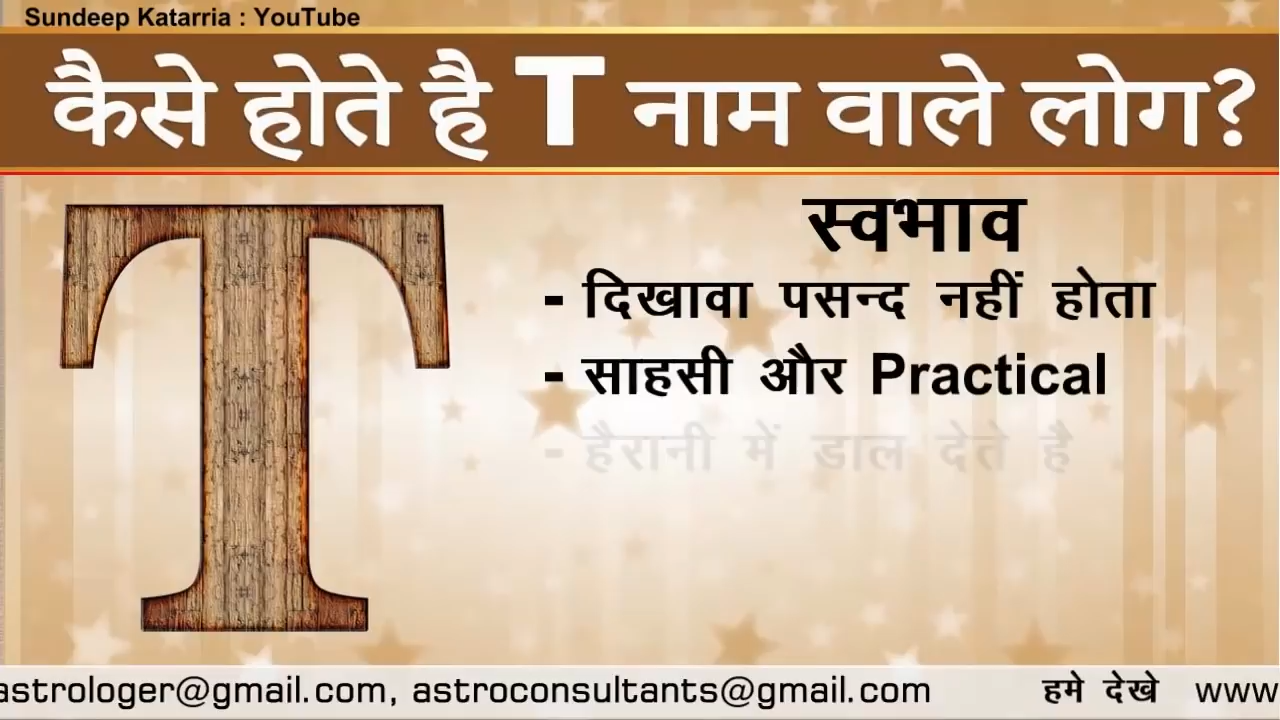 Sundeep Katarria : YouTube
कैसे होते है T नाम वाले लोग?
T
स्वभाव
- दिखावा पसन्द नहीं होता
- साहसी और Practical
- हैरानी में डाल देते है
astrologer@gmail.com, astroconsultants@gmail.com हमे देखे www